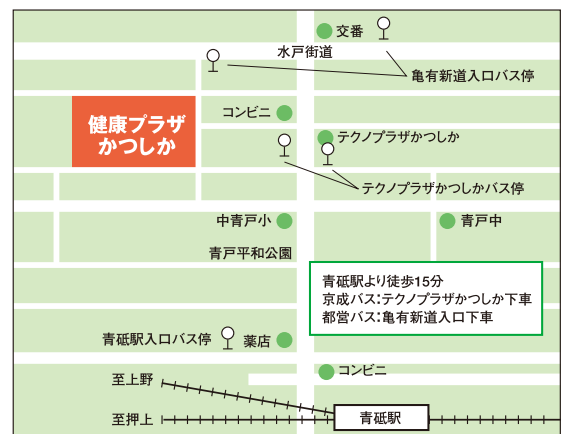 交番
水戸街道
亀有新道入口バス停
コンビニ
健康プラザ
かつしか
テクノプラザかつしか
テクノプラザかつしかバス停
中青戸小
青戸中
青戸平和公園
青砥駅より徒歩15分
京成バス:テクノプラザかつしか下車
都営バス:亀有新道入口下車
青砥駅入口バス停
薬店
コンビニ
至上野
至押上
青砥駅